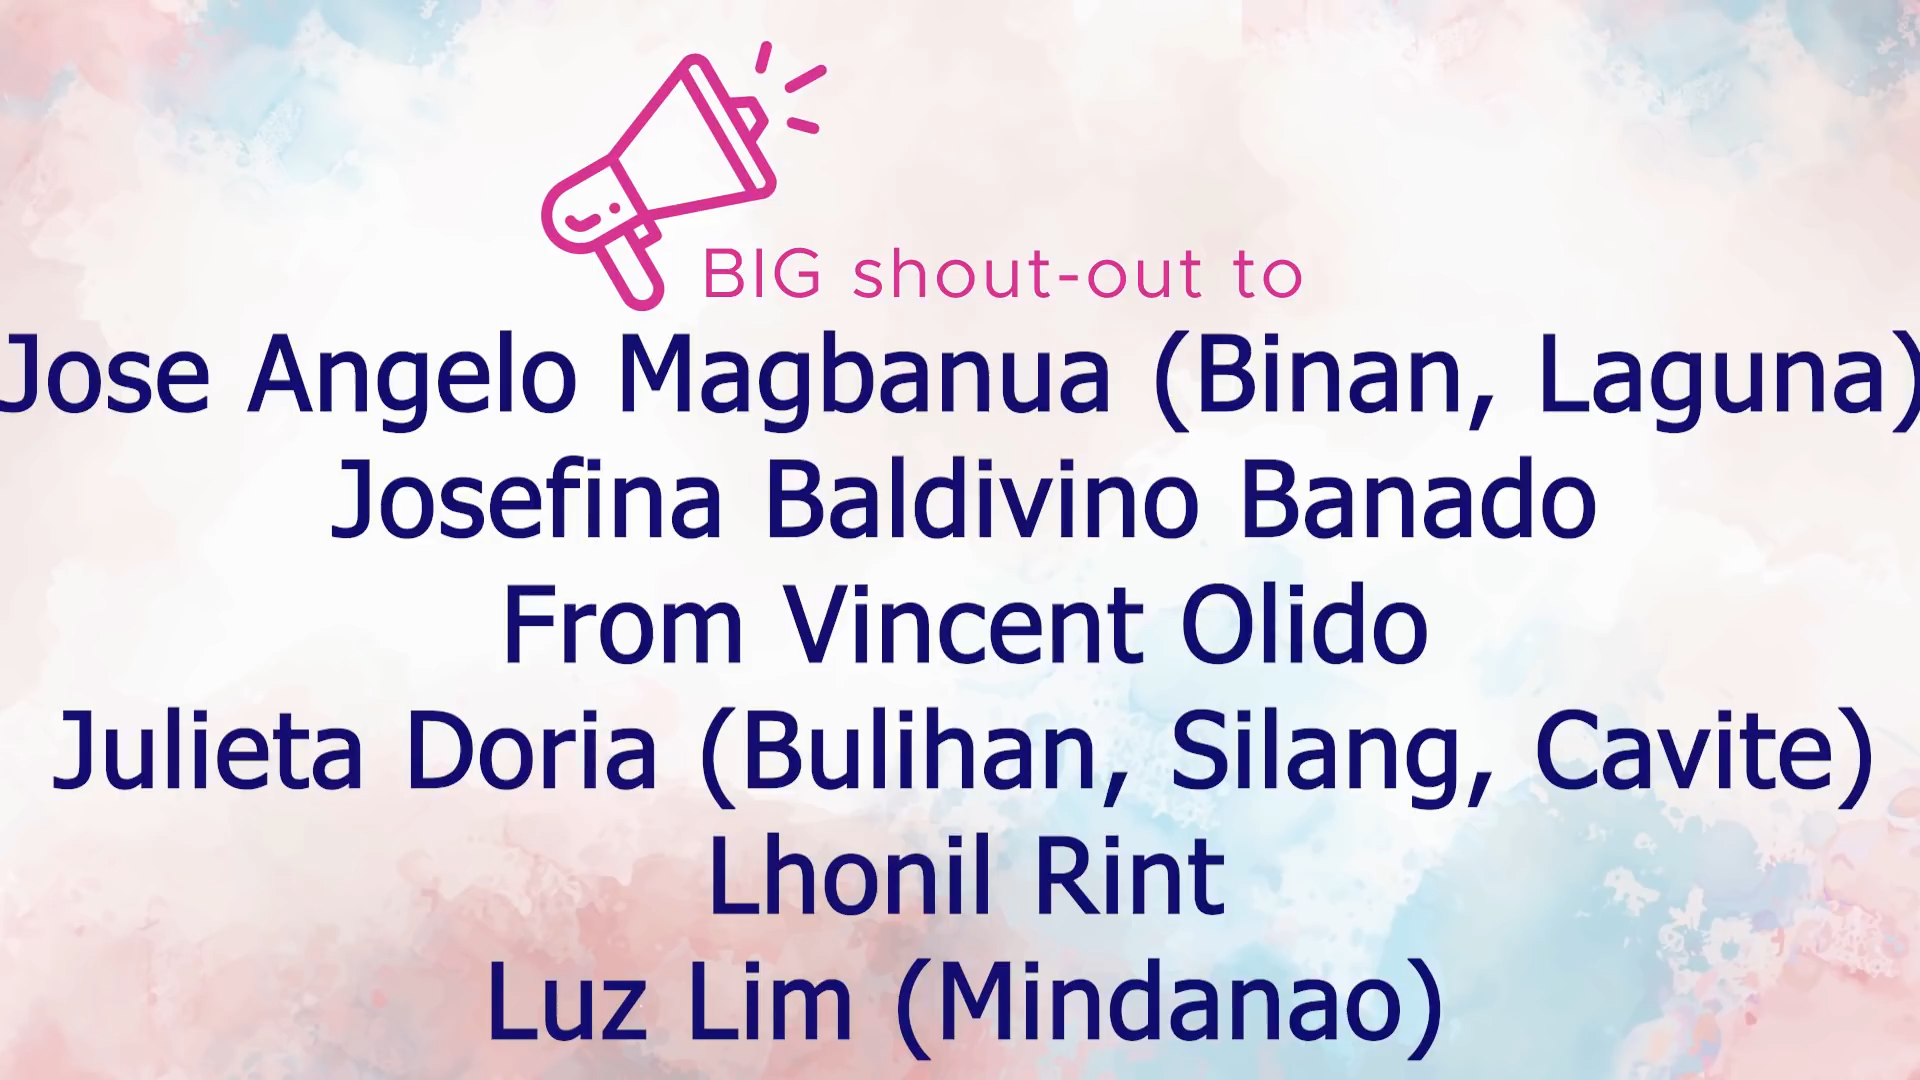 BIG shout-out to
Jose Angelo Magbanua (Binan, Laguna)
Josefina Baldivino Banado
From Vincent Olido
Julieta Doria (Bulihan, Silang, Cavite)
Lhonil Rint
Luz Lim (Mindanao)